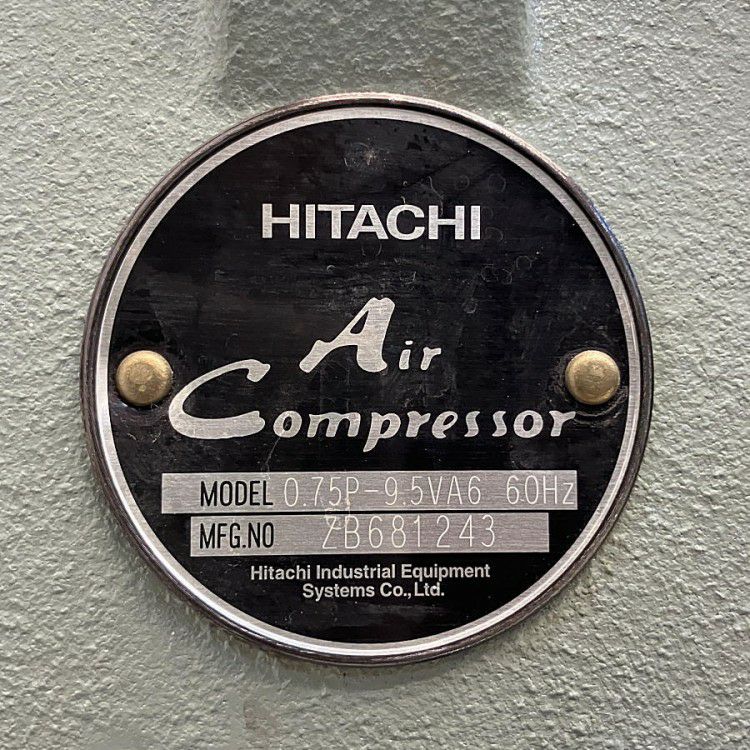 HITACHI
Air
Compressor
MODEL 0.75P-9.5VA6 60Hz
MFG.NO ZB681243
Hitachi Industrial Equipment
Systems Co.,Ltd.